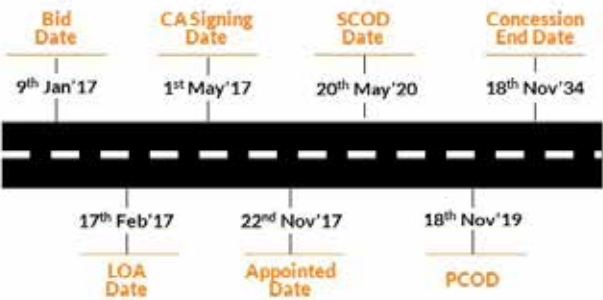 Bid
Date
CA Signing
Date
SCOD
Date
Concession
End Date
9th Jan'17
1st May'17
20th May'20
18th Nov'34
17th Feb'17
22nd Nov'17
18th Nov'19
LOA
Date
Appointed
Date
PCOD